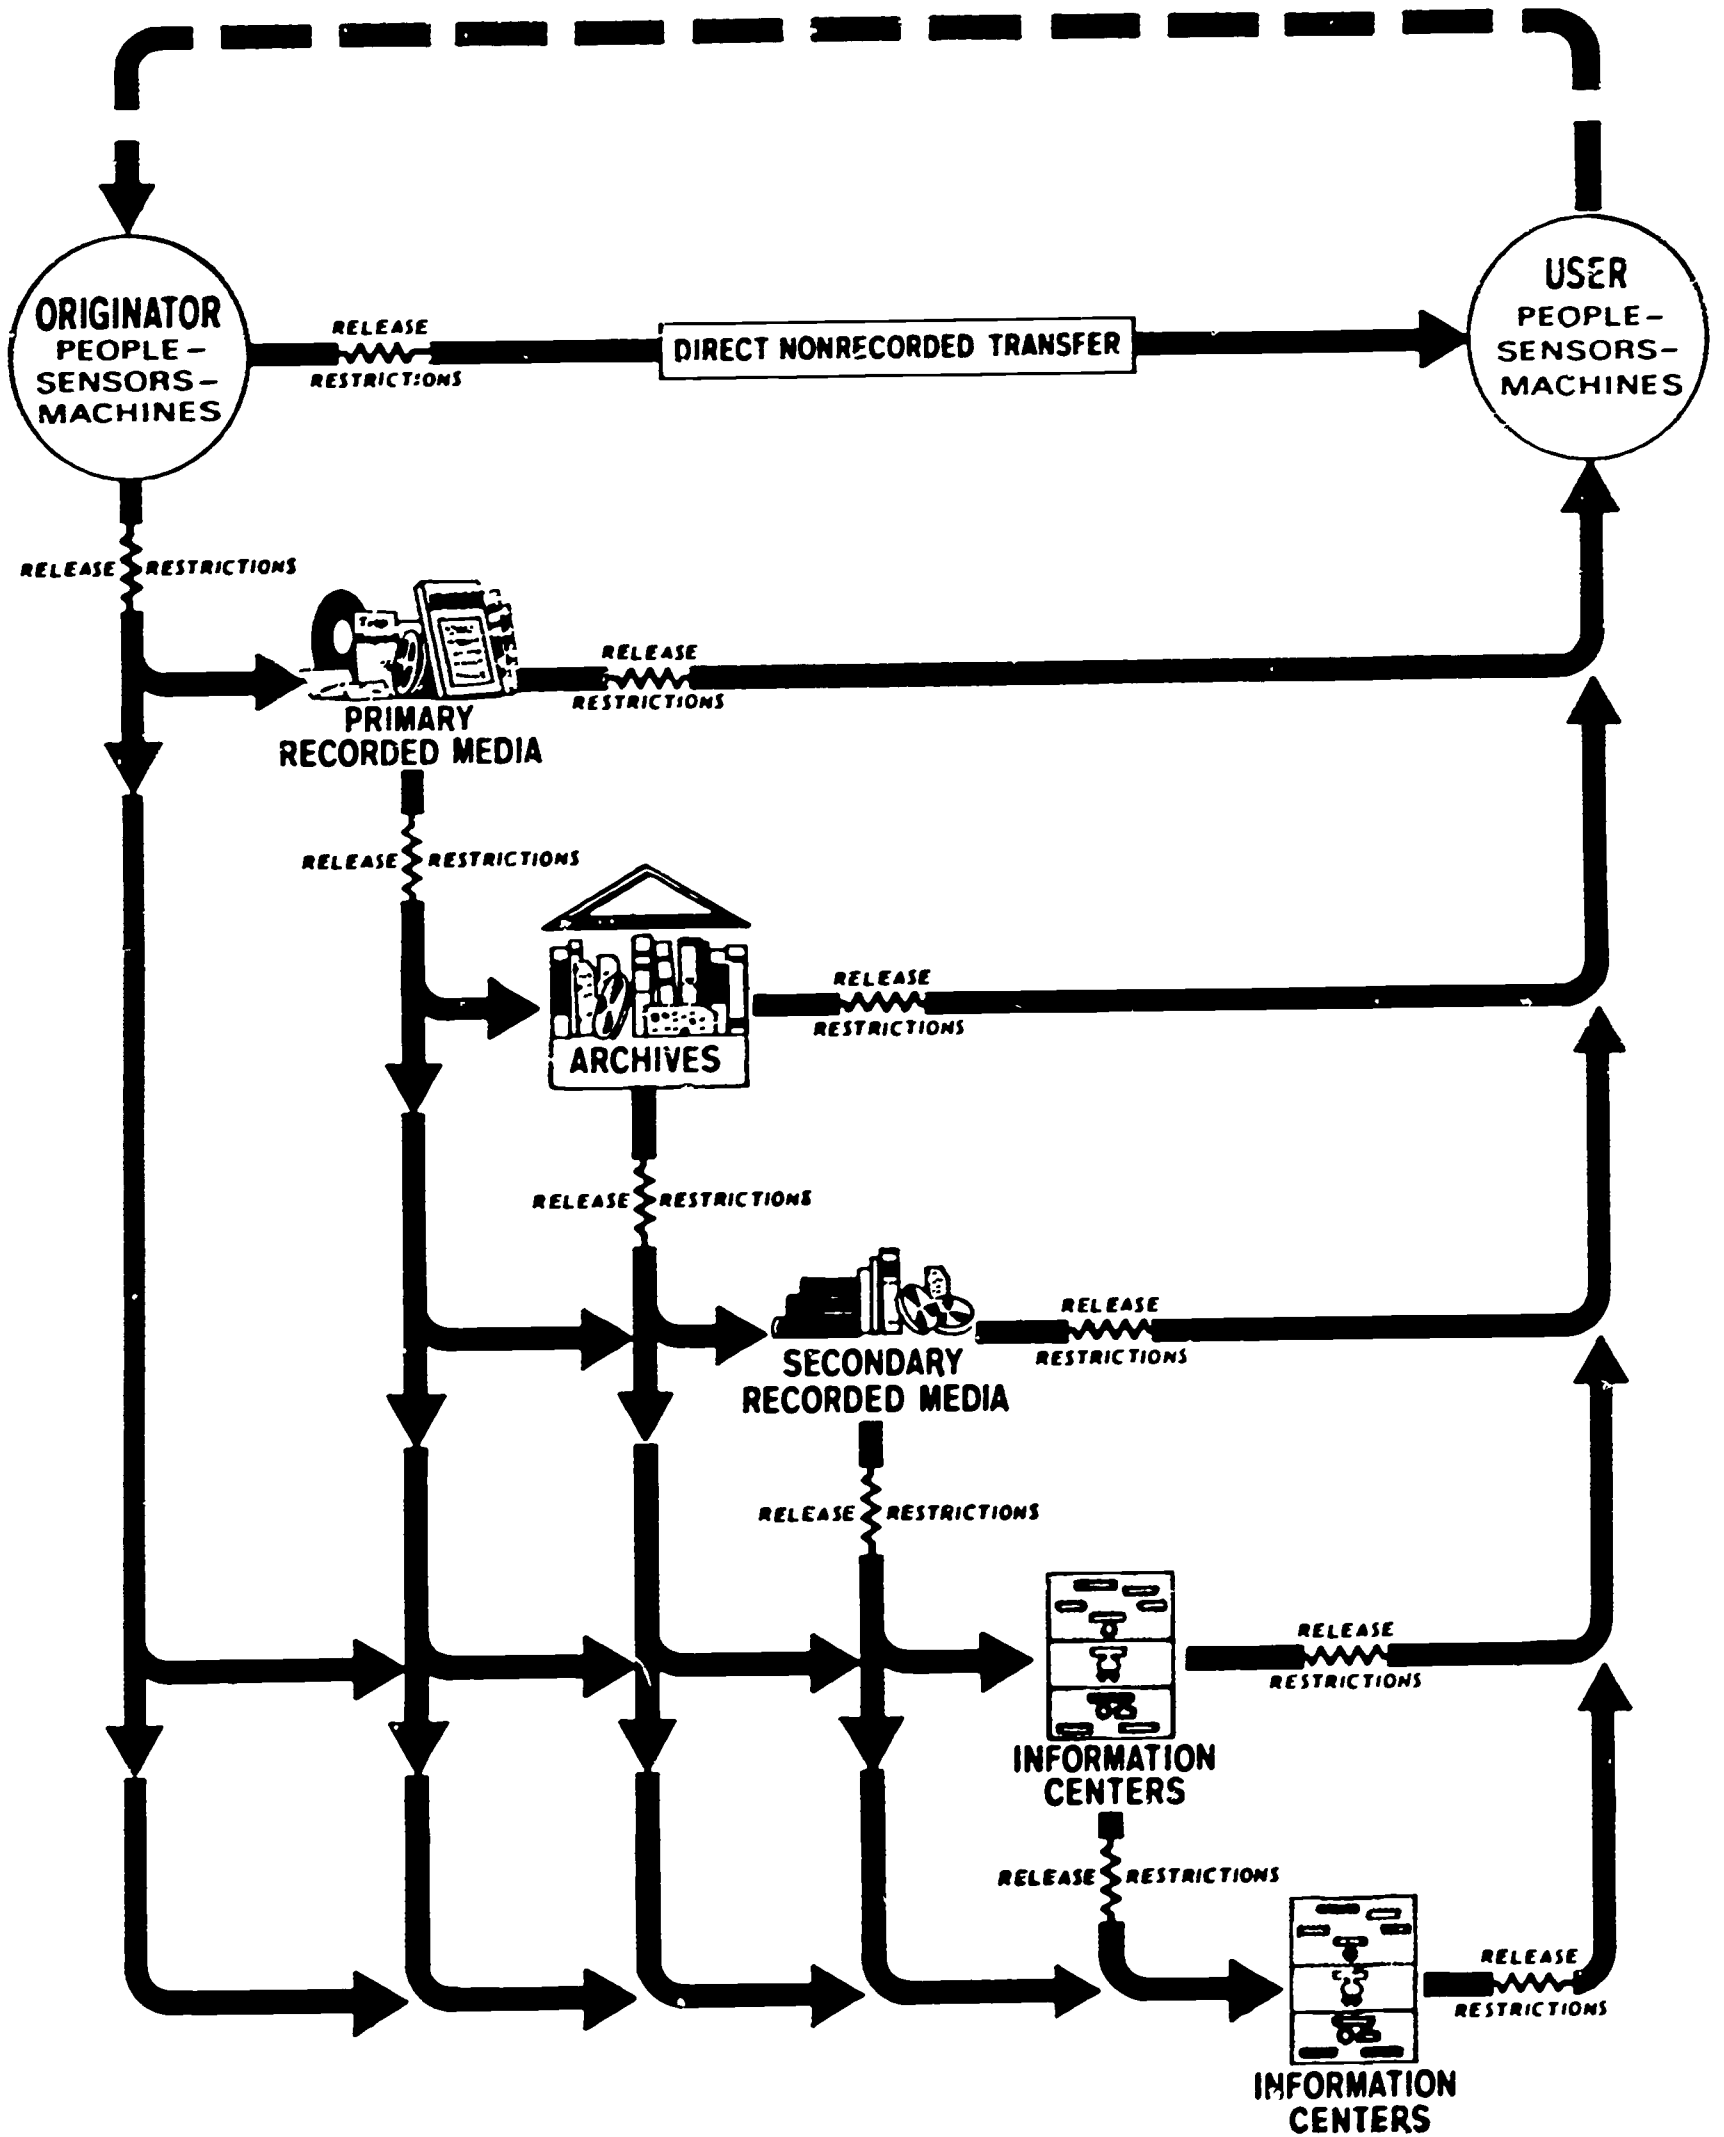 ORIGINATOR
PEOPLE-
SENSORS-
MACHINES
RELEASE
RESTRICTIONS
DIRECT NONRECORDED TRANSFER
USER
PEOPLE-
SENSORS-
MACHINES
RELEASE RESTRICTIONS
PRIMARY
RECORDED MEDIA
RELEASE
RESTRICTIONS
RELEASE RESTRICTIONS
ARCHIVES
RELEASE
RESTRICTIONS
RELEASE RESTRICTIONS
SECONDARY
RECORDED MEDIA
RELEASE
RESTRICTIONS
RELEASE RESTRICTIONS
INFORMATION
CENTERS
RELEASE
RESTRICTIONS
RELEASE RESTRICTIONS
INFORMATION
CENTERS
RELEASE
RESTRICTIONS